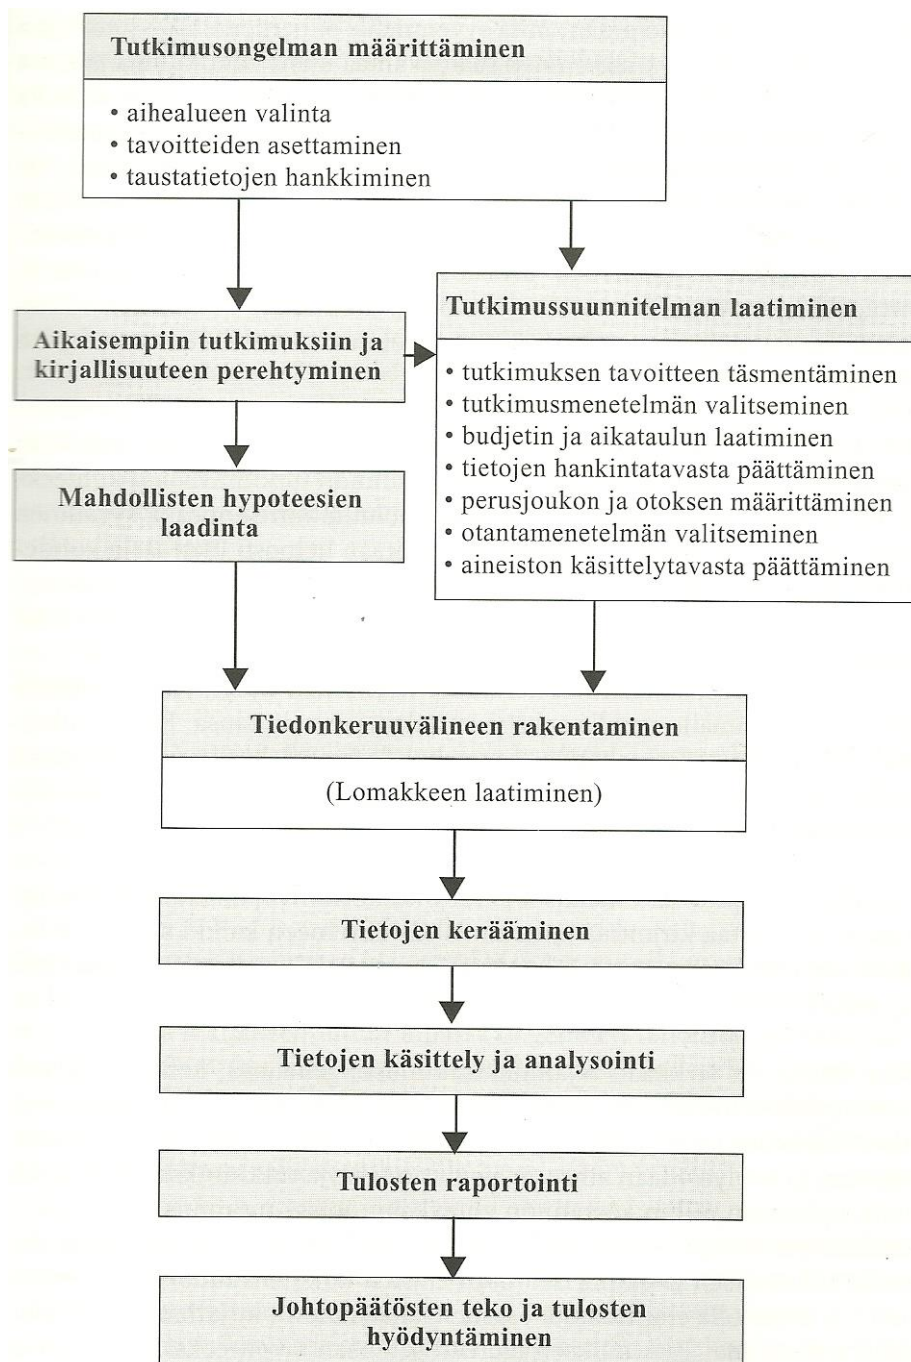 Tutkimusongelman määrittäminen
• aihealueen valinta
• tavoitteiden asettaminen
• taustatietojen hankkiminen
Aikaisempiin tutkimuksiin ja
kirjallisuuteen perehtyminen
Mahdollisten hypoteesien
laadinta
Tutkimussuunnitelman laatiminen
• tutkimuksen tavoitteen täsmentäminen
• tutkimusmenetelmän valitseminen
• budjetin ja aikataulun laatiminen
• tietojen hankintatavasta päättäminen
• perusjoukon ja otoksen määrittäminen
• otantamenetelmän valitseminen
• aineiston käsittelytavasta päättäminen
Tiedonkeruuvälineen rakentaminen
(Lomakkeen laatiminen)
Tietojen kerääminen
Tietojen käsittely ja analysointi
Tulosten raportointi
Johtopäätösten teko ja tulosten
hyödyntäminen